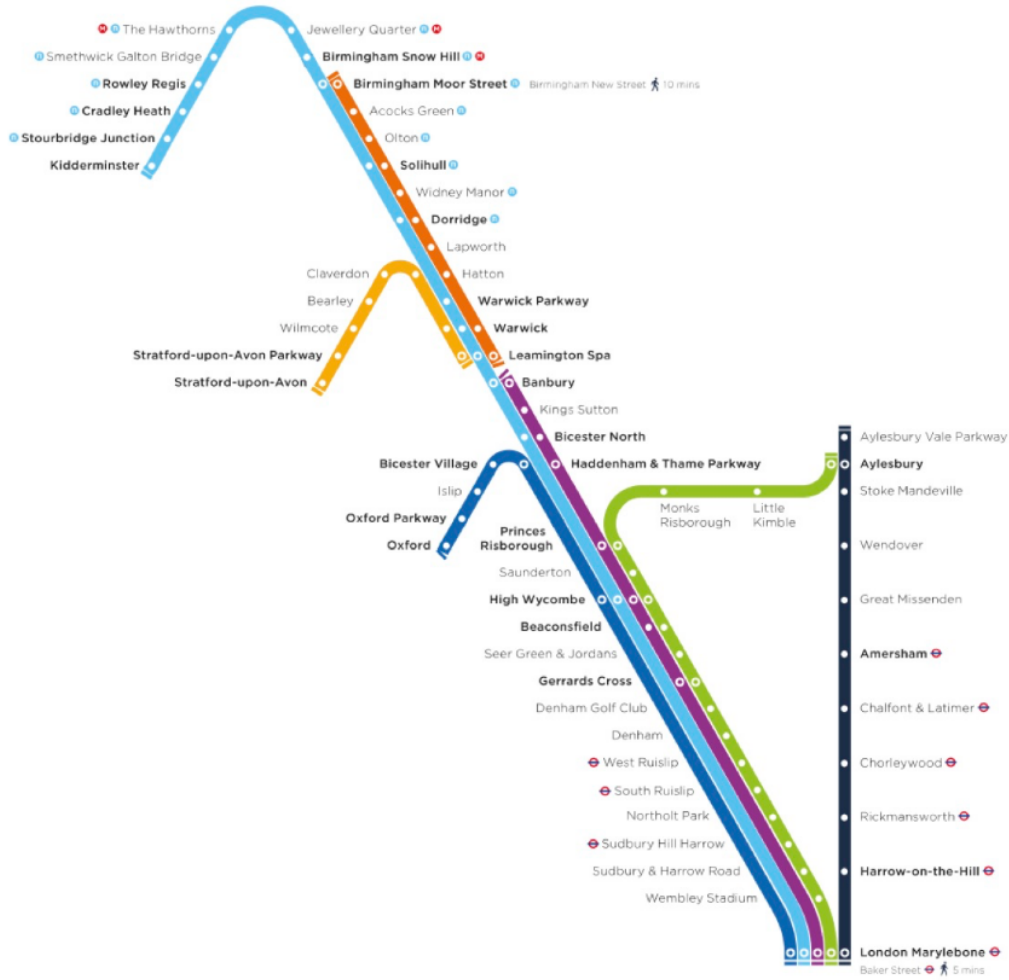 The Hawthorns
Jewellery Quarter
Smethwick Galton Bridge
Birmingham Snow Hill
Rowley Regis
Birmingham Moor Street
Birmingham New Street 10 mins
Cradley Heath
Acocks Green
Stourbridge Junction
Olton
Kidderminster
Solihull
Widney Manor
Dorridge
Lapworth
Claverdon
Hatton
Bearley
Warwick Parkway
Wilmcote
Warwick
Stratford-upon-Avon Parkway
Leamington Spa
Stratford-upon-Avon
Banbury
Kings Sutton
Bicester North
Aylesbury Vale Parkway
Bicester Village
Haddenham & Thame Parkway
Aylesbury
Islip
Stoke Mandeville
Monks
Risborough
Little
Kimble
Oxford Parkway
Princes
Risborough
Oxford
Wendover
Saunderton
High Wycombe
Great Missenden
Beaconsfield
Seer Green & Jordans
Amersham
Gerrards Cross
Denham Golf Club
Chalfont & Latimer
Denham
West Ruislip
Chorleywood
South Ruislip
Northolt Park
Rickmansworth
Sudbury Hill Harrow
Sudbury & Harrow Road
Harrow-on-the-Hill
Wembley Stadium
London Marylebone
Baker Street 5 mins